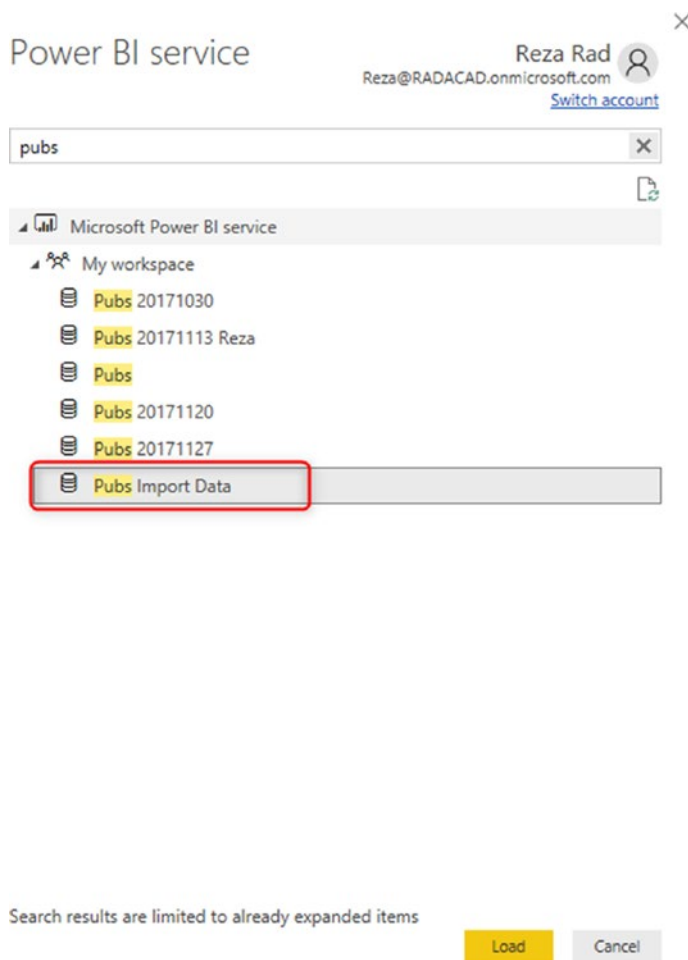 Power BI service
Reza Rad
Reza@RADACAD.onmicrosoft.com
Switch account
pubs
Microsoft Power BI service
My workspace
Pubs 20171030
Pubs 20171113 Reza
Pubs
Pubs 20171120
Pubs 20171127
Pubs Import Data
Search results are limited to already expanded items
Load Cancel